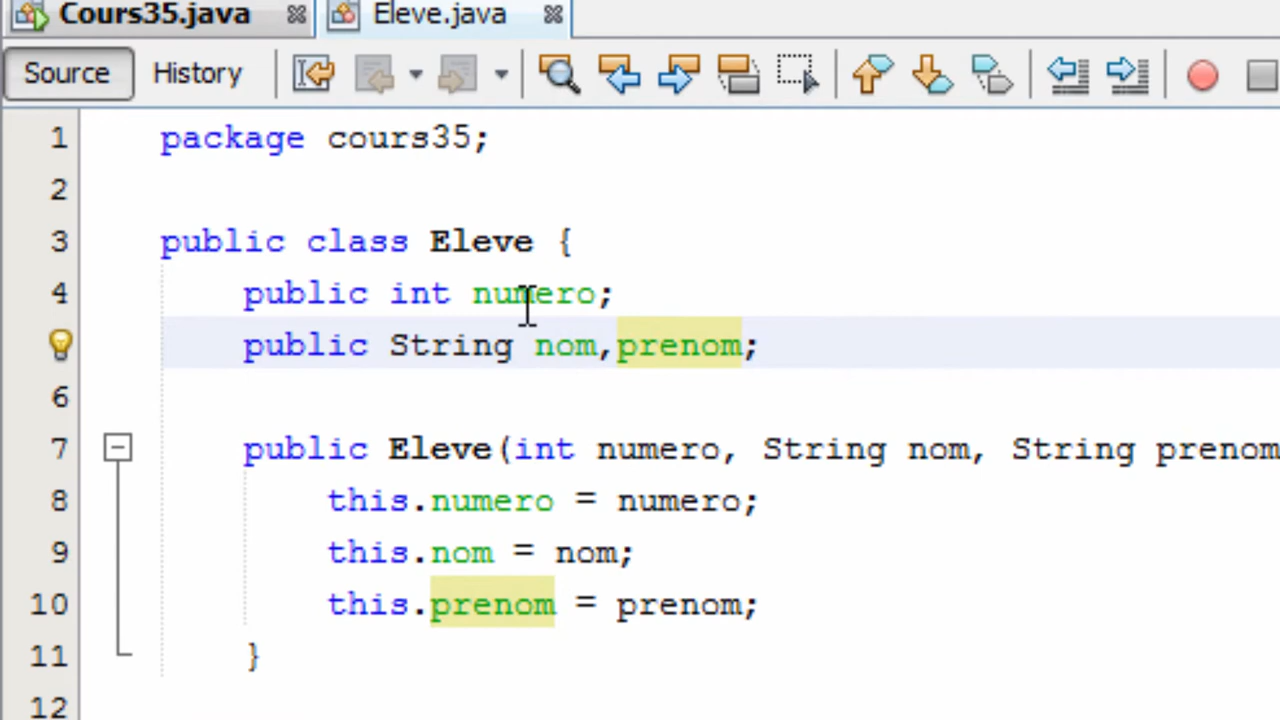 Cours35.java Eleve.java
Source History
1 package cours35;
2
3 public class Eleve {
4 public int numero;
public String nom,prenom;
6
7 public Eleve(int numero, String nom, String prenom
8 this.numero = numero;
9 this.nom = nom;
10 this.prenom = prenom;
11 }
12